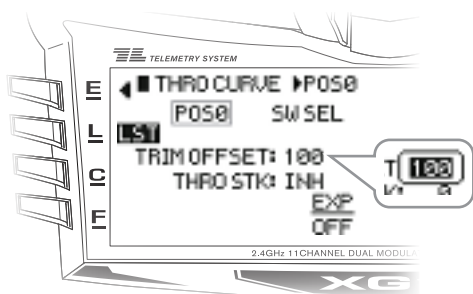 TELEMETRY SYSTEM
E
L
C
F
THRO CURVE ▶POS0
POS0 SW SEL
LST
TRIM OFFSET: 100
THRO STK: INH
EXP
OFF
T 100
2.4GHz 11CHANNEL DUAL MODULA
XG